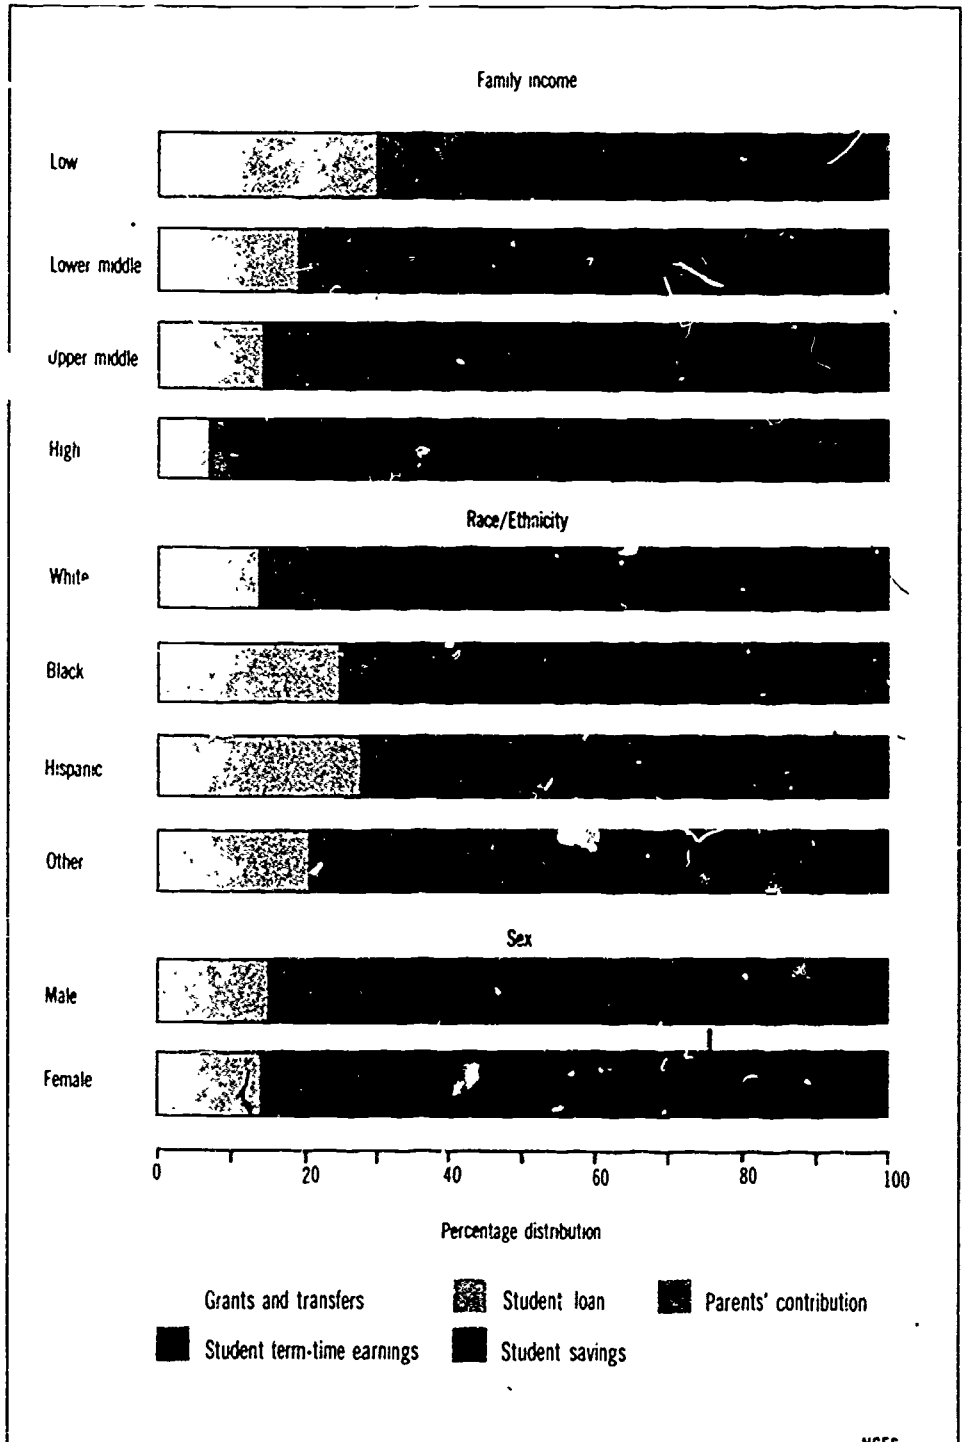 Family income
Low
Lower middle
Upper middle
High
Race/Ethnicity
White
Black
Hispanic
Other
Sex
Male
Female
0 20 40 60 80 100
Percentage distribution
Grants and transfers Student loan Parents' contribution
Student term-time earnings Student savings